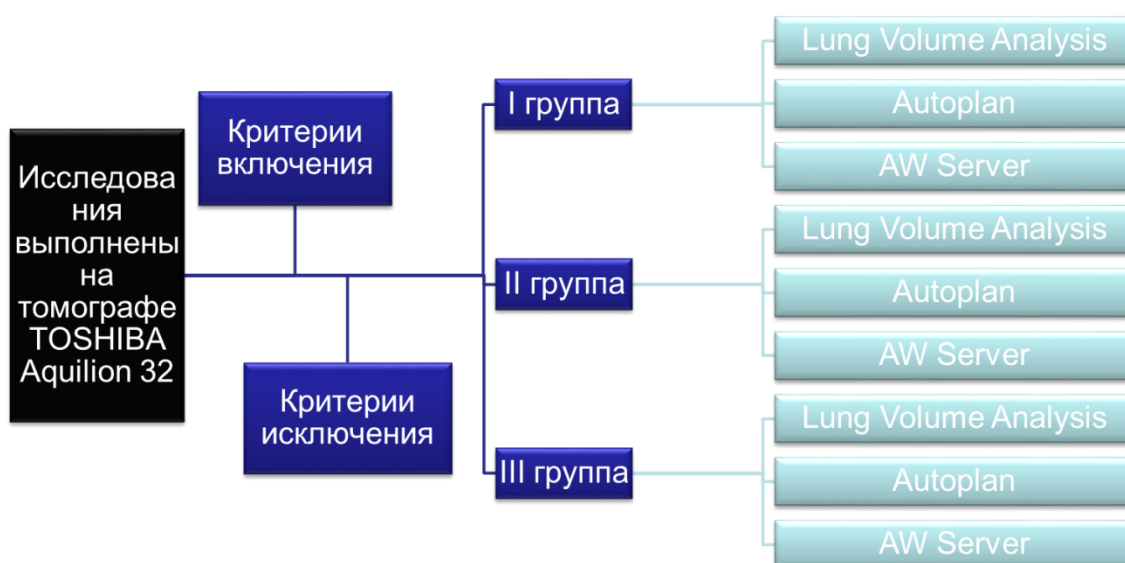 Исследова
ния
выполнены
на
томографе
TOSHIBA
Aquilion 32
Критерии
включения
Критерии
исключения
I группа
Lung Volume Analysis
Autoplan
AW Server
II группа
Lung Volume Analysis
Autoplan
AW Server
III группа
Lung Volume Analysis
Autoplan
AW Server